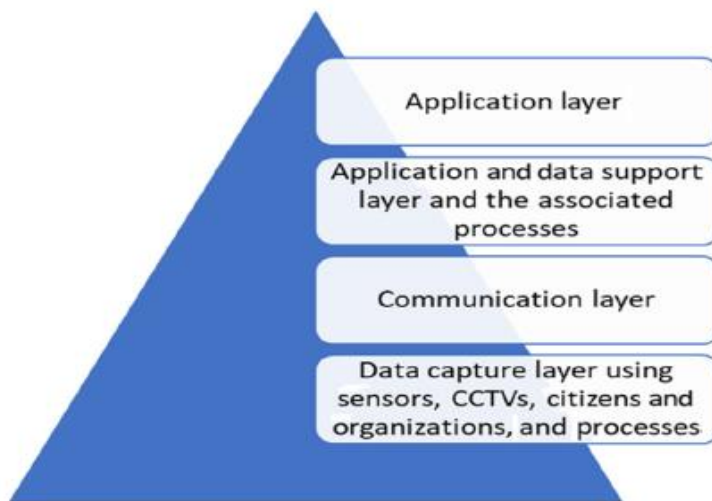 Application layer
Application and data support
layer and the associated
processes
Communication layer
Data capture layer using
sensors, CCTVs, citizens and
organizations, and processes